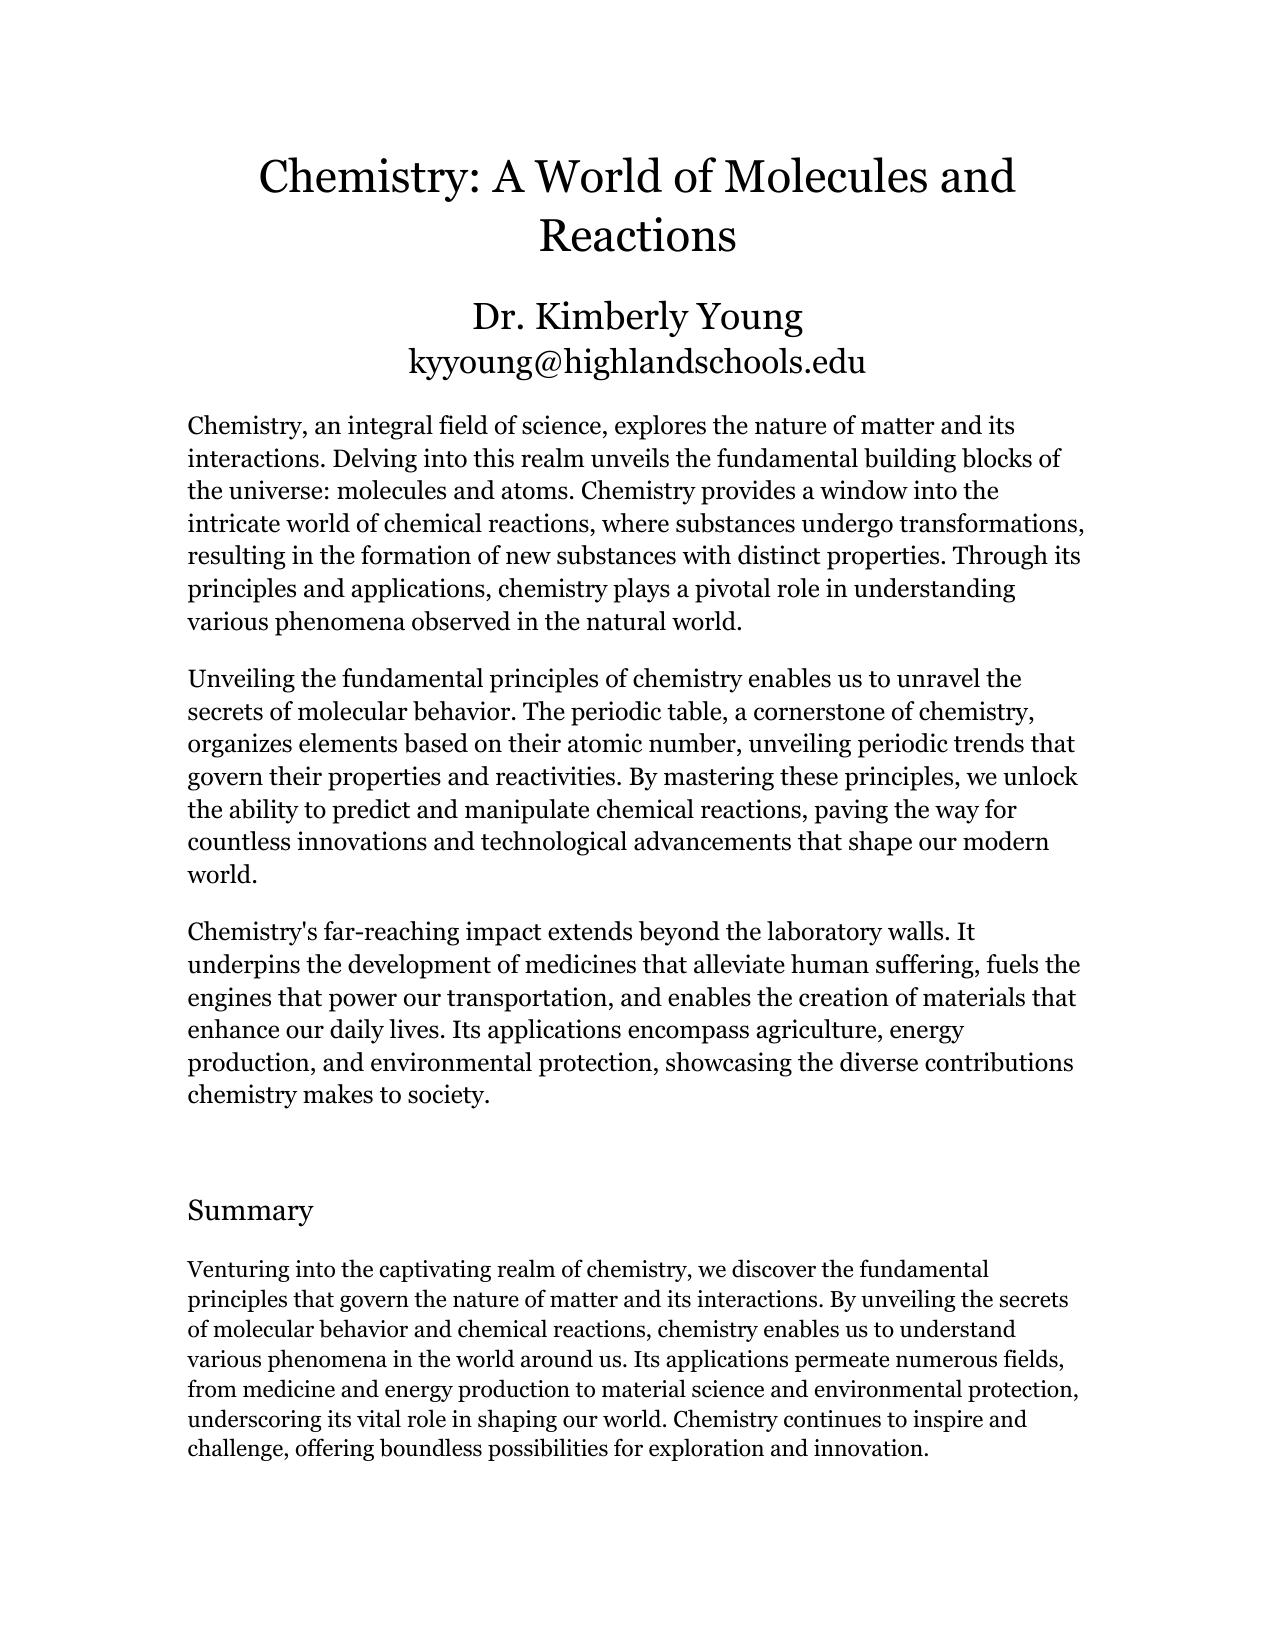 Chemistry: A World of Molecules and
Reactions
Dr. Kimberly Young
kyyoung@highlandschools.edu
Chemistry, an integral field of science, explores the nature of matter and its
interactions. Delving into this realm unveils the fundamental building blocks of
the universe: molecules and atoms. Chemistry provides a window into the
intricate world of chemical reactions, where substances undergo transformations,
resulting in the formation of new substances with distinct properties. Through its
principles and applications, chemistry plays a pivotal role in understanding
various phenomena observed in the natural world.
Unveiling the fundamental principles of chemistry enables us to unravel the
secrets of molecular behavior. The periodic table, a cornerstone of chemistry,
organizes elements based on their atomic number, unveiling periodic trends that
govern their properties and reactivities. By mastering these principles, we unlock
the ability to predict and manipulate chemical reactions, paving the way for
countless innovations and technological advancements that shape our modern
world.
Chemistry's far-reaching impact extends beyond the laboratory walls. It
underpins the development of medicines that alleviate human suffering, fuels the
engines that power our transportation, and enables the creation of materials that
enhance our daily lives. Its applications encompass agriculture, energy
production, and environmental protection, showcasing the diverse contributions
chemistry makes to society.
Summary
Venturing into the captivating realm of chemistry, we discover the fundamental
principles that govern the nature of matter and its interactions. By unveiling the secrets
of molecular behavior and chemical reactions, chemistry enables us to understand
various phenomena in the world around us. Its applications permeate numerous fields,
from medicine and energy production to material science and environmental protection,
underscoring its vital role in shaping our world. Chemistry continues to inspire and
challenge, offering boundless possibilities for exploration and innovation.